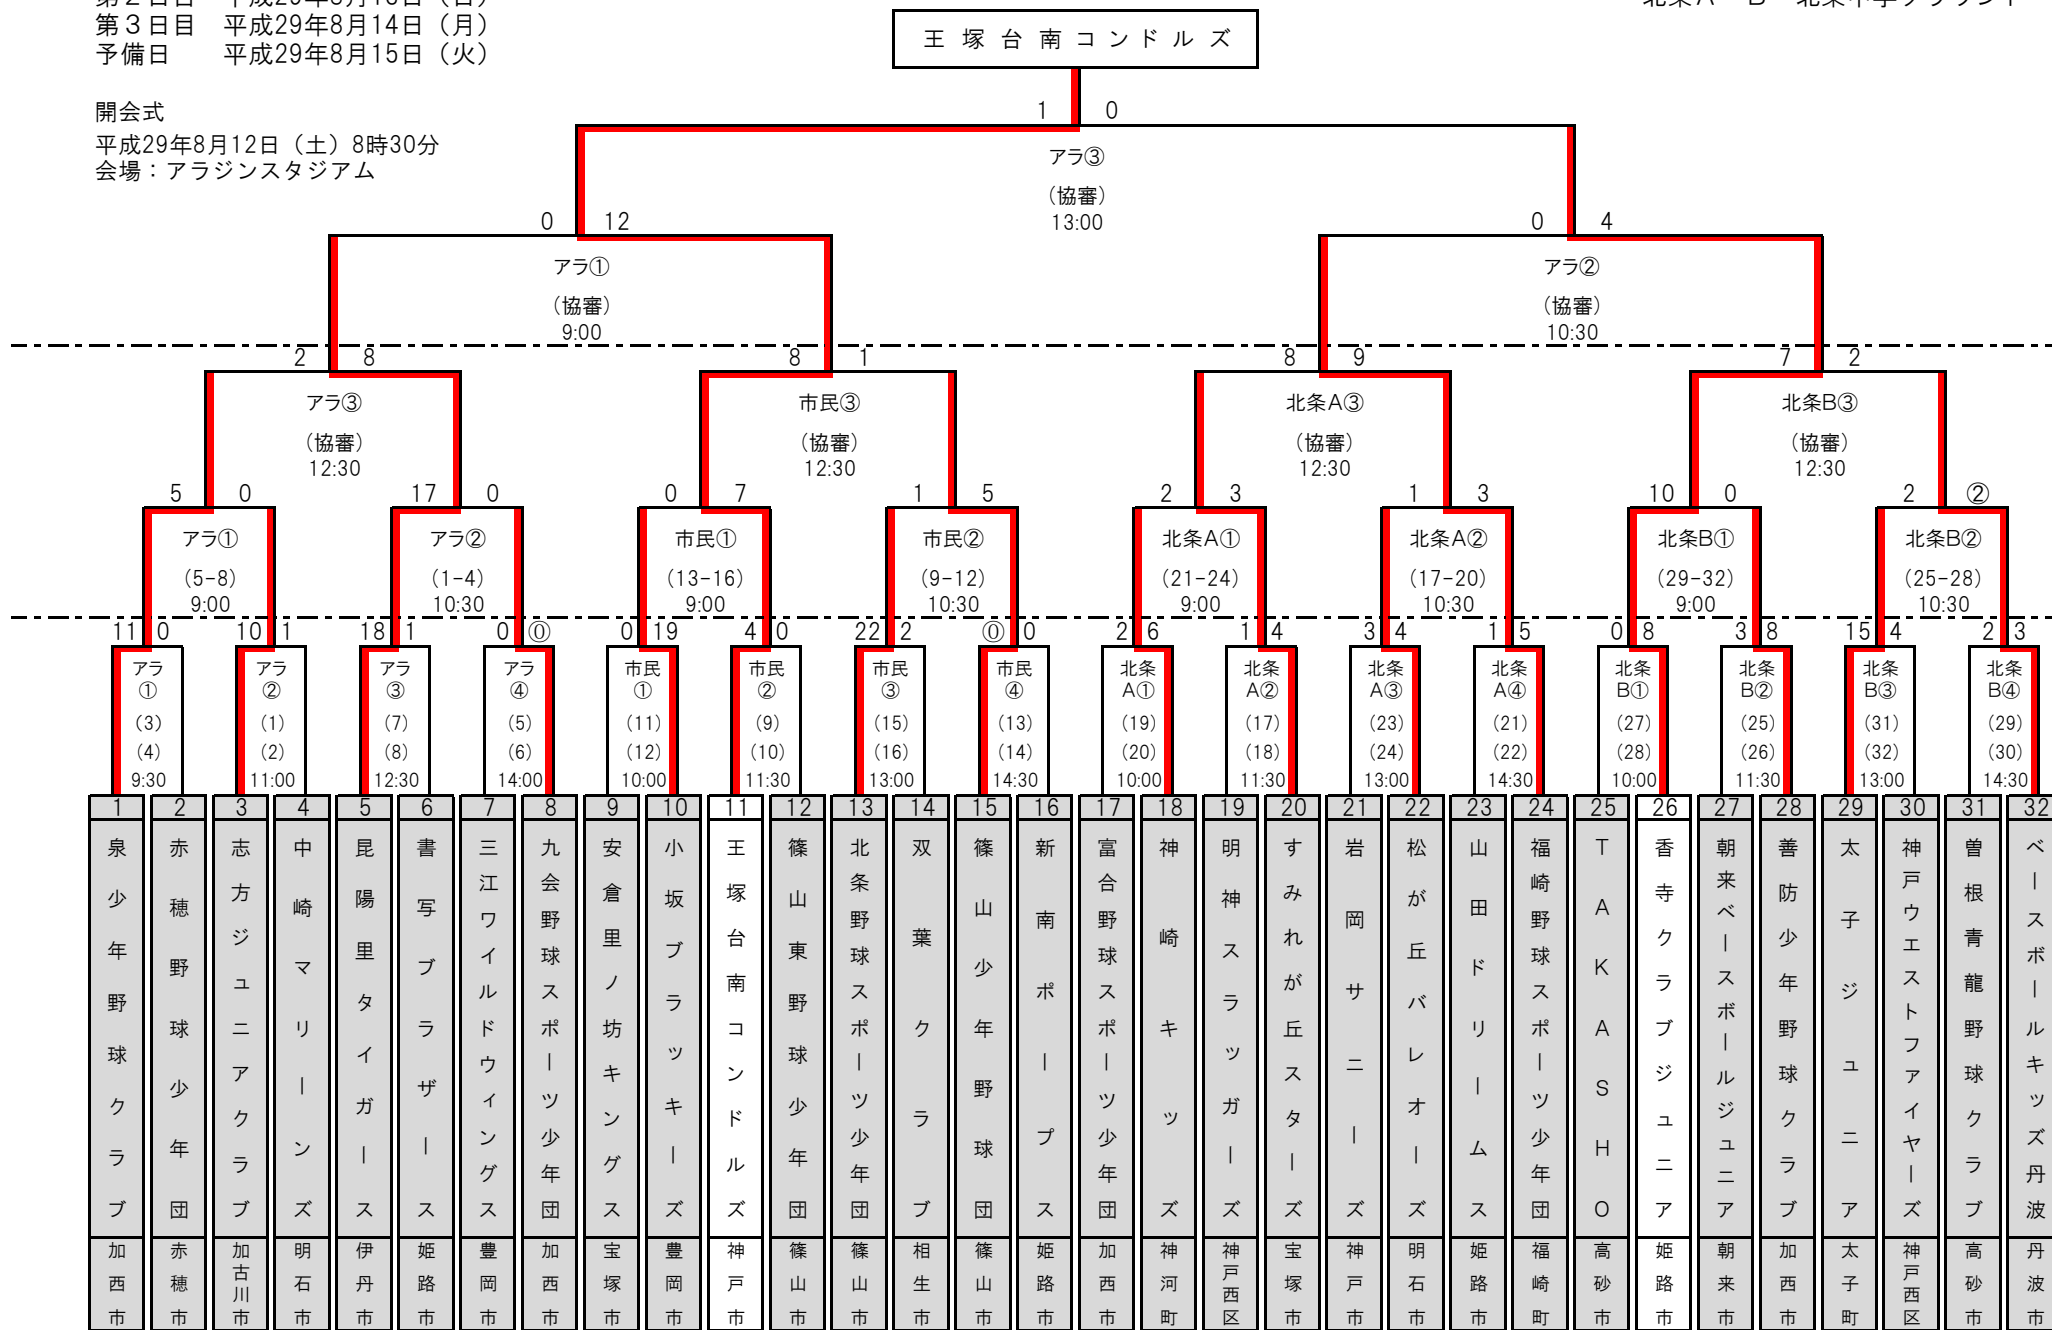 第3日目 平成29年8月14日（月）
予備日 平成29年8月15日（火）
王塚台南コンドルズ
開会式
平成29年8月12日（土）8時30分
会場：アラジンスタジアム
1 0
アラ③
（協審）
13:00
0 12
0 4
アラ①
（協審）
9:00
アラ②
（協審）
10:30
2 8
8 1
8 9
7 2
アラ③
（協審）
12:30
市民③
（協審）
12:30
北条A③
（協審）
12:30
北条B③
（協審）
12:30
5 0
17 0
0 7
1 5
2 3
1 3
10 0
2 ②
アラ①
(5-8)
9:00
アラ②
(1-4)
10:30
市民①
(13-16)
9:00
市民②
(9-12)
10:30
北条A①
(21-24)
9:00
北条A②
(17-20)
10:30
北条B①
(29-32)
9:00
北条B②
(25-28)
10:30
11 0
10 1
18 1
0 ⓪
0 19
4 0
22 2
⓪ 0
2 6
1 4
3 4
1 5
0 8
3 8
15 4
2 3
アラ
①
(3)
(4)
9:30
アラ
②
(1)
(2)
11:00
アラ
③
(7)
(8)
12:30
アラ
④
(5)
(6)
14:00
市民
①
(11)
(12)
10:00
市民
②
(9)
(10)
11:30
市民
③
(15)
(16)
13:00
市民
④
(13)
(14)
14:30
北条
A①
(19)
(20)
10:00
北条
A②
(17)
(18)
11:30
北条
A③
(23)
(24)
13:00
北条
A④
(21)
(22)
14:30
北条
B①
(27)
(28)
10:00
北条
B②
(25)
(26)
11:30
北条
B③
(31)
(32)
13:00
北条
B④
(29)
(30)
14:30
1 泉少年野球クラブ 加西市
2 赤穂野球少年団 赤穂市
3 志方ジュニアクラブ 加古川市
4 中崎マリーンズ 明石市
5 昆陽里タイガース 伊丹市
6 書写ブラザース 姫路市
7 三江ワイルドウィングス 豊岡市
8 九会野球スポーツ少年団 加西市
9 安倉里ノ坊キングス 宝塚市
10 小坂ブラッキーズ 豊岡市
11 王塚台南コンドルズ 神戸市
12 篠山東野球少年団 篠山市
13 北条野球スポーツ少年団 篠山市
14 双葉クラブ 相生市
15 篠山少年野球団 篠山市
16 新南ポープス 姫路市
17 富合野球スポーツ少年団 加西市
18 神崎キッズ 神河町
19 明神スラッガーズ 神戸西区
20 すみれが丘スターズ 宝塚市
21 岩岡サニーズ 神戸市
22 松が丘バレオーズ 明石市
23 山田ドリームス 姫路市
24 福崎野球スポーツ少年団 福崎町
25 TAKASHO 高砂市
26 香寺クラブジュニア 姫路市
27 朝来ベースボールジュニア 朝来市
28 善防少年野球クラブ 加西市
29 太子ジュニア 太子町
30 神戸ウエストファイヤーズ 神戸西区
31 曽根青龍野球クラブ 高砂市
32 ベースボールキッズ丹波 丹波市